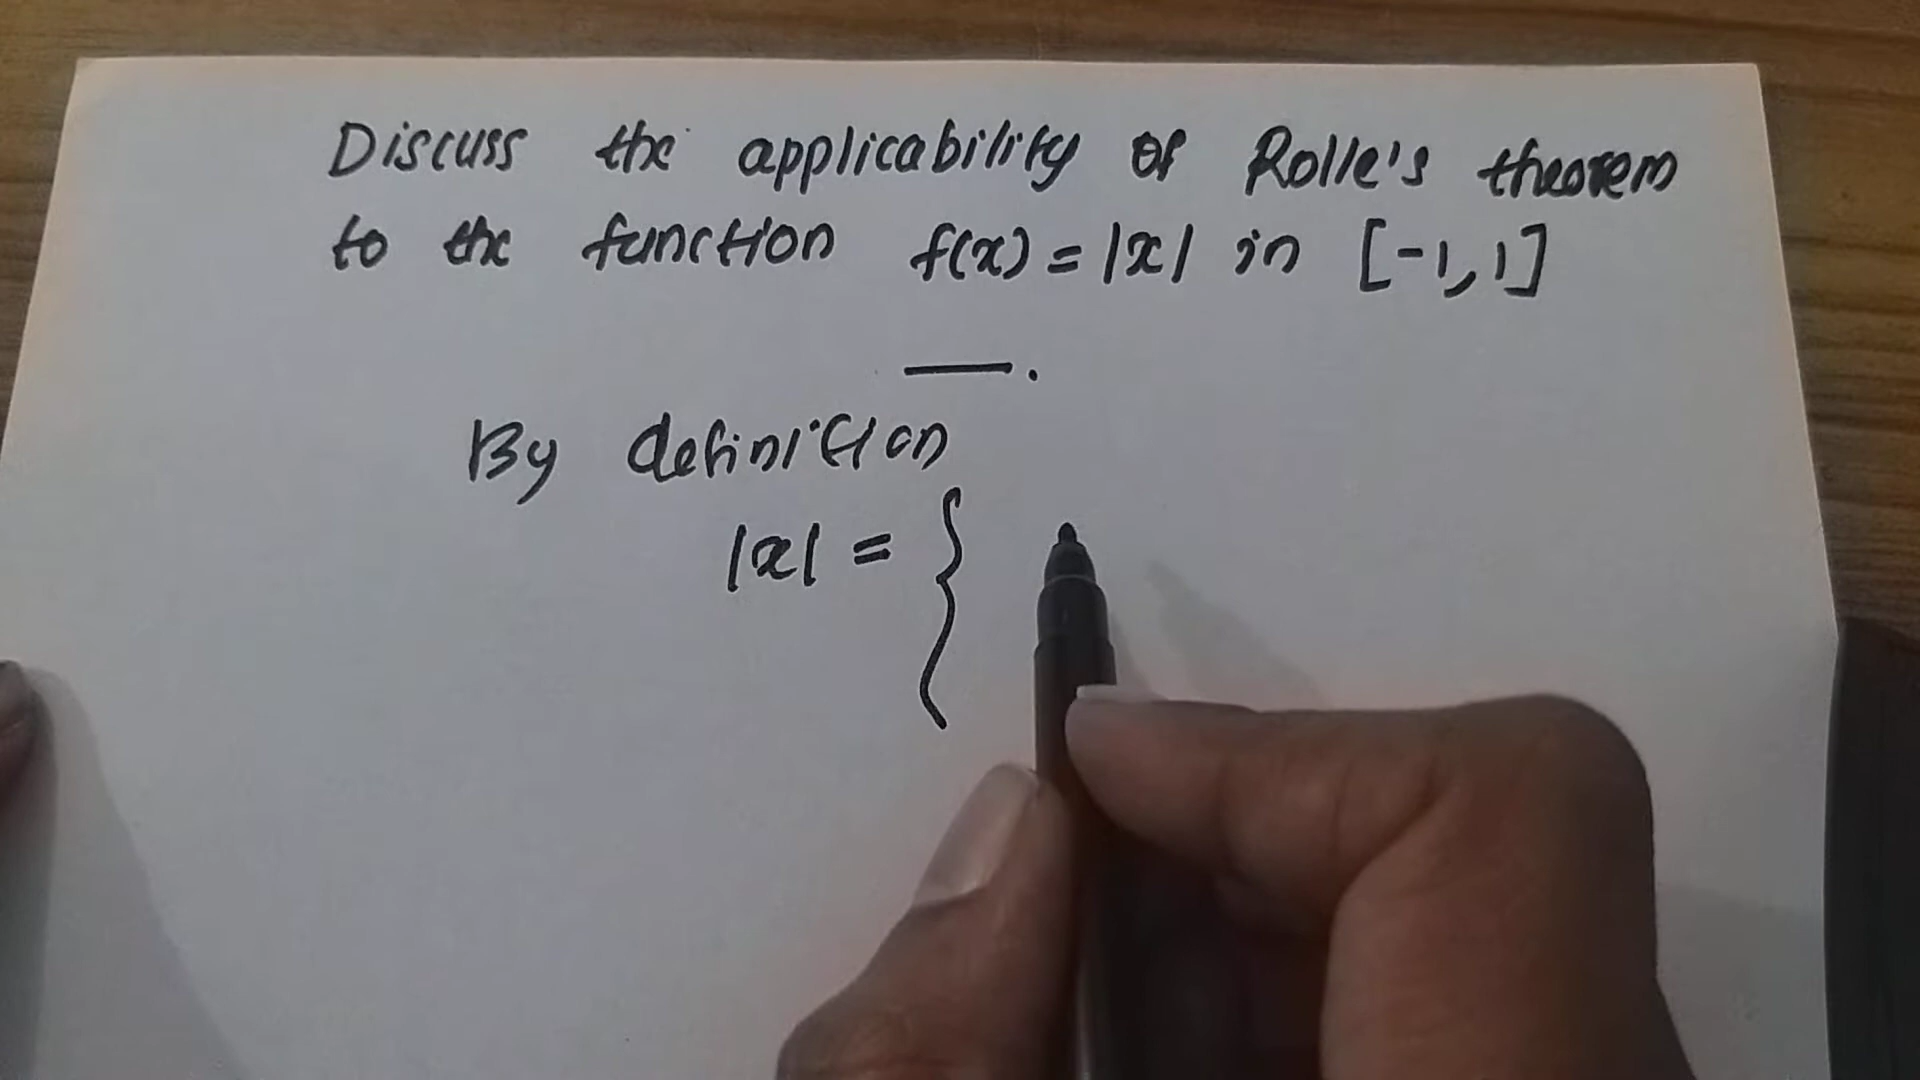 Discuss the applicability of Rolle's theorem
to the function f(x) = |x| in [-1, 1]
By definition
|x| = {